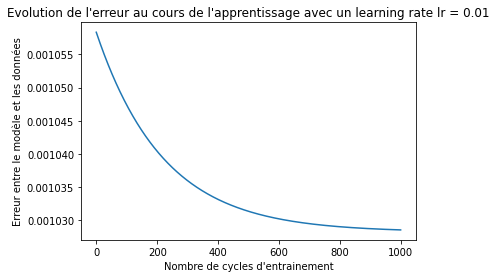 Evolution de l'erreur au cours de l'apprentissage avec un learning rate lr = 0.01
Erreur entre le modèle et les données
0.001055
0.001050
0.001045
0.001040
0.001035
0.001030
0 200 400 600 800 1000
Nombre de cycles d'entrainement